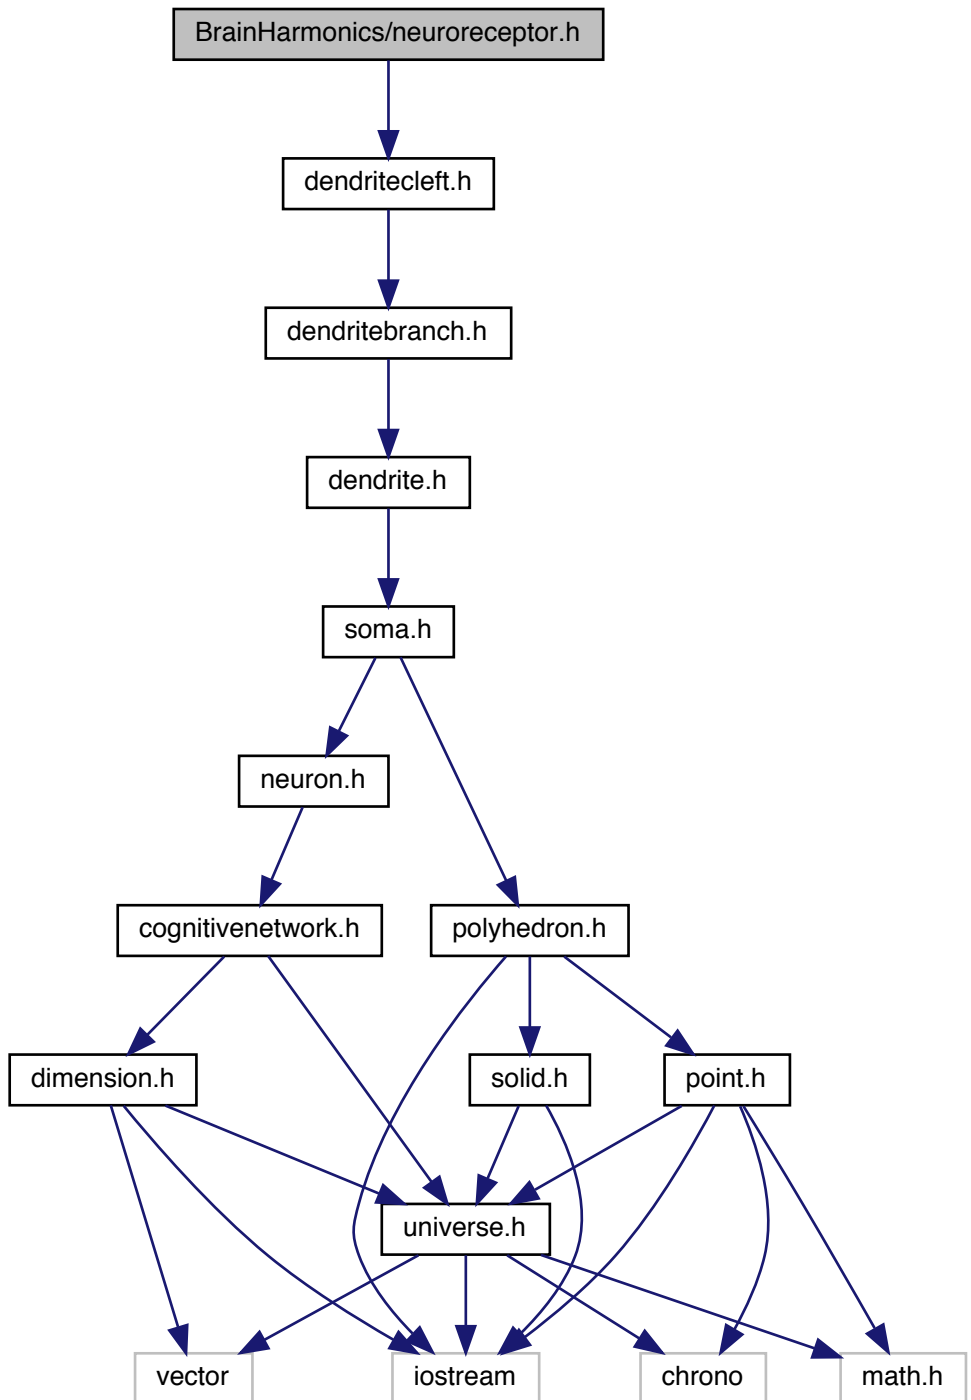 BrainHarmonics/neuroreceptor.h
dendritecleft.h
dendritebranch.h
dendrite.h
soma.h
neuron.h
cognitivenetwork.h
polyhedron.h
dimension.h
solid.h
point.h
universe.h
vector
iostream
chrono
math.h